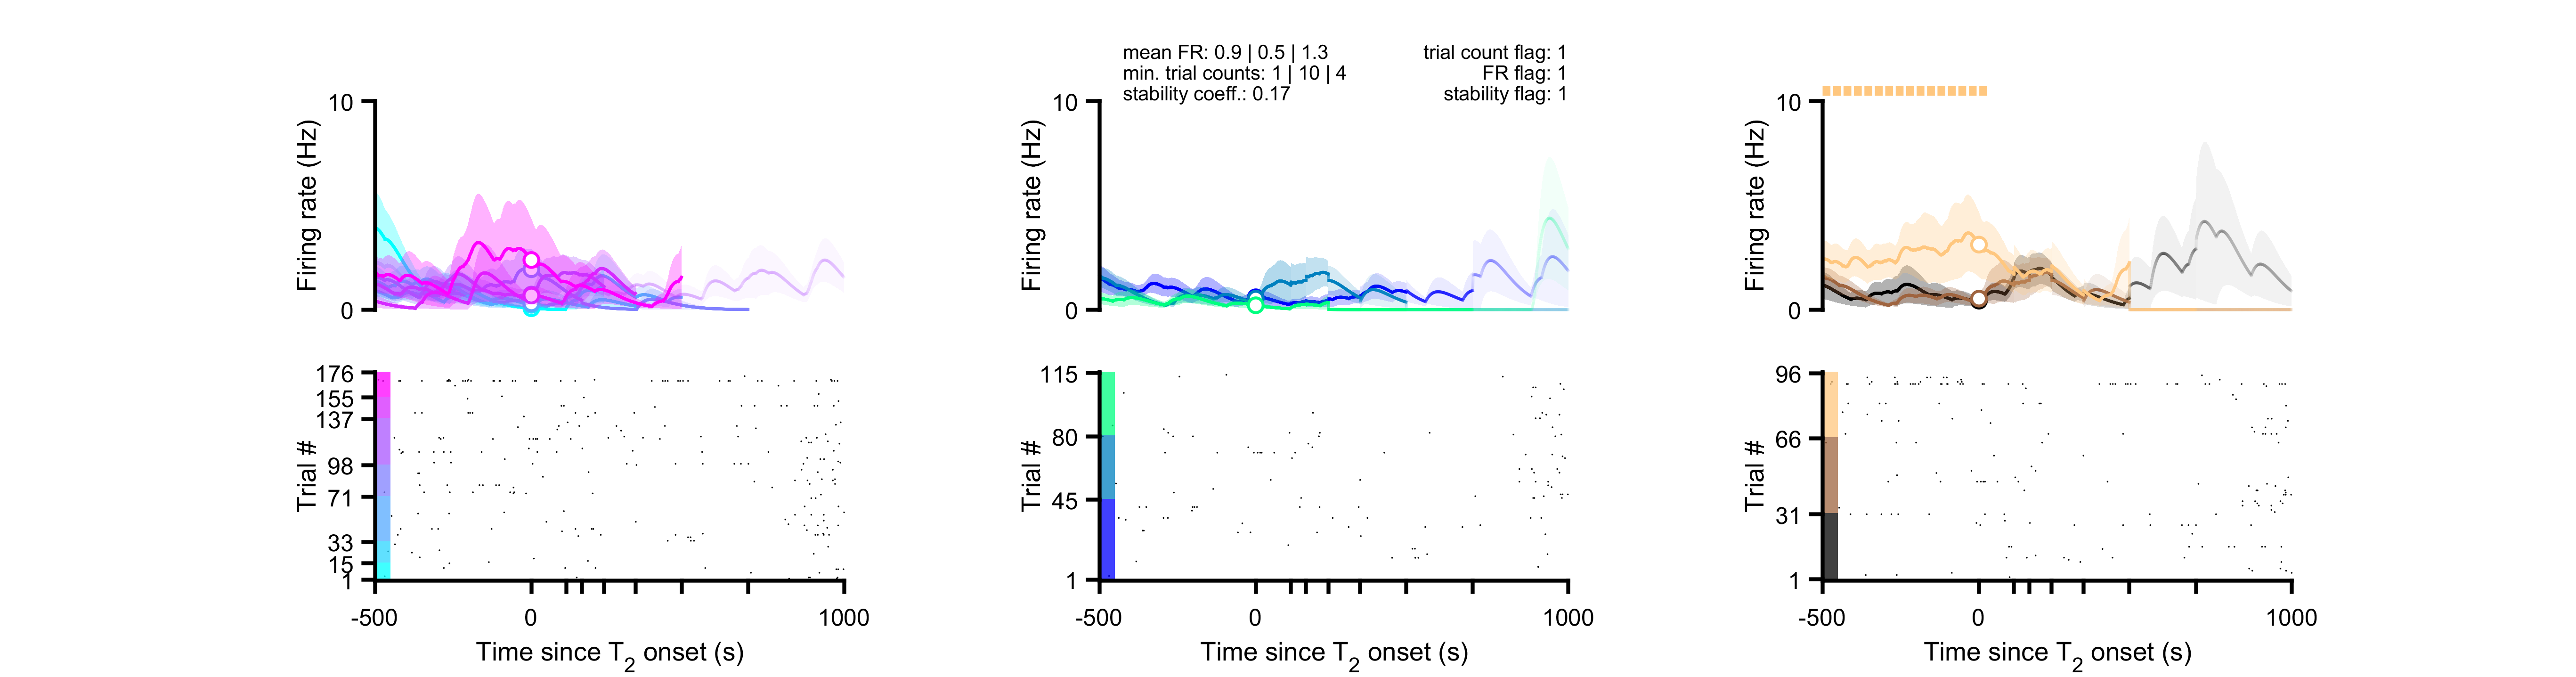 mean FR: 0.9 | 0.5 | 1.3
min. trial counts: 1 | 10 | 4
stability coeff.: 0.17
trial count flag: 1
FR flag: 1
stability flag: 1
10
Firing rate (Hz)
0
10
Firing rate (Hz)
0
10
Firing rate (Hz)
0
176
155
137
98
71
33
15
1
Trial #
-500
0
1000
Time since T2 onset (s)
115
80
45
1
Trial #
-500
0
1000
Time since T2 onset (s)
96
66
31
1
Trial #
-500
0
1000
Time since T2 onset (s)